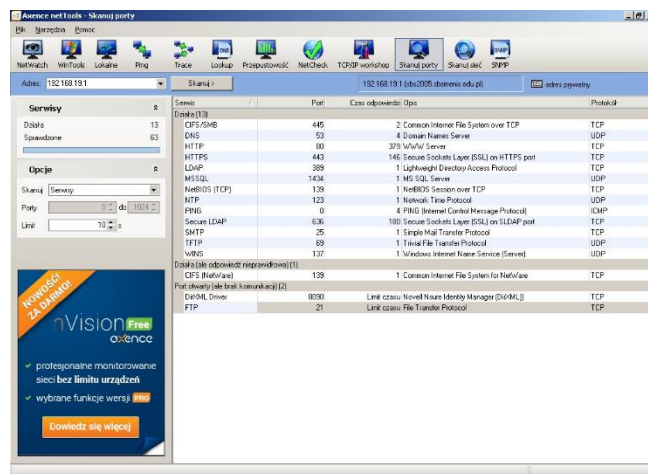 Axence netTools - Skanuj porty
Plik Narzędzia Pomoc
NetWatch WinTools Lokalne Ping Trace Lookup Przepustowość NetCheck TCP/IP workshop Skanuj porty Skanuj sieć SNMP
Adres: 192.168.19.1 Skanuj > 192.168.19.1 adres prywatny
Serwisy
Działa 13
Sprawdzone 63
Opcje
Skanuj Serwisy
Porty 0 do 1024
Limit 10 s
Serwis Port Czas odpowiedzi Opis Protokół
Działa (13)
CIFS/SMB 445 2 Common Internet File System over TCP TCP
DNS 53 4 Domain Names Server UDP
HTTP 80 379 WWW Server TCP
HTTPS 443 146 Secure Sockets Layer (SSL) on HTTPS port TCP
LDAP 389 1 Lightweight Directory Access Protocol TCP
MSSQL 1434 1 MS SQL Server UDP
NetBIOS (TCP) 139 1 NetBIOS Session over TCP TCP
NTP 123 1 Network Time Protocol UDP
PING 0 4 PING (Internet Control Message Protocol) ICMP
Secure LDAP 636 180 Secure Sockets Layer (SSL) on SLDAP port TCP
SMTP 25 1 Simple Mail Transfer Protocol TCP
TFTP 69 1 Trivial File Transfer Protocol UDP
WINS 137 1 Windows Internet Name Service (Server) UDP
Działa (ale odpowiedź nieprawidłowa) (1)
CIFS (NetWare) 139 1 Common Internet File System for NetWare TCP
Port otwarty (ale brak komunikacji) (2)
DirXML Driver 8090 Limit czasu Novell Nsure Identity Manager (DirXML]) TCP
FTP 21 Limit czasu File Transfer Protocol TCP
NOWOŚĆ!
ZA DARMO!
nVision Free
axence
profesjonalne monitorowanie
sieci bez limitu urządzeń
wybrane funkcje wersji PRO
Dowiedz się więcej